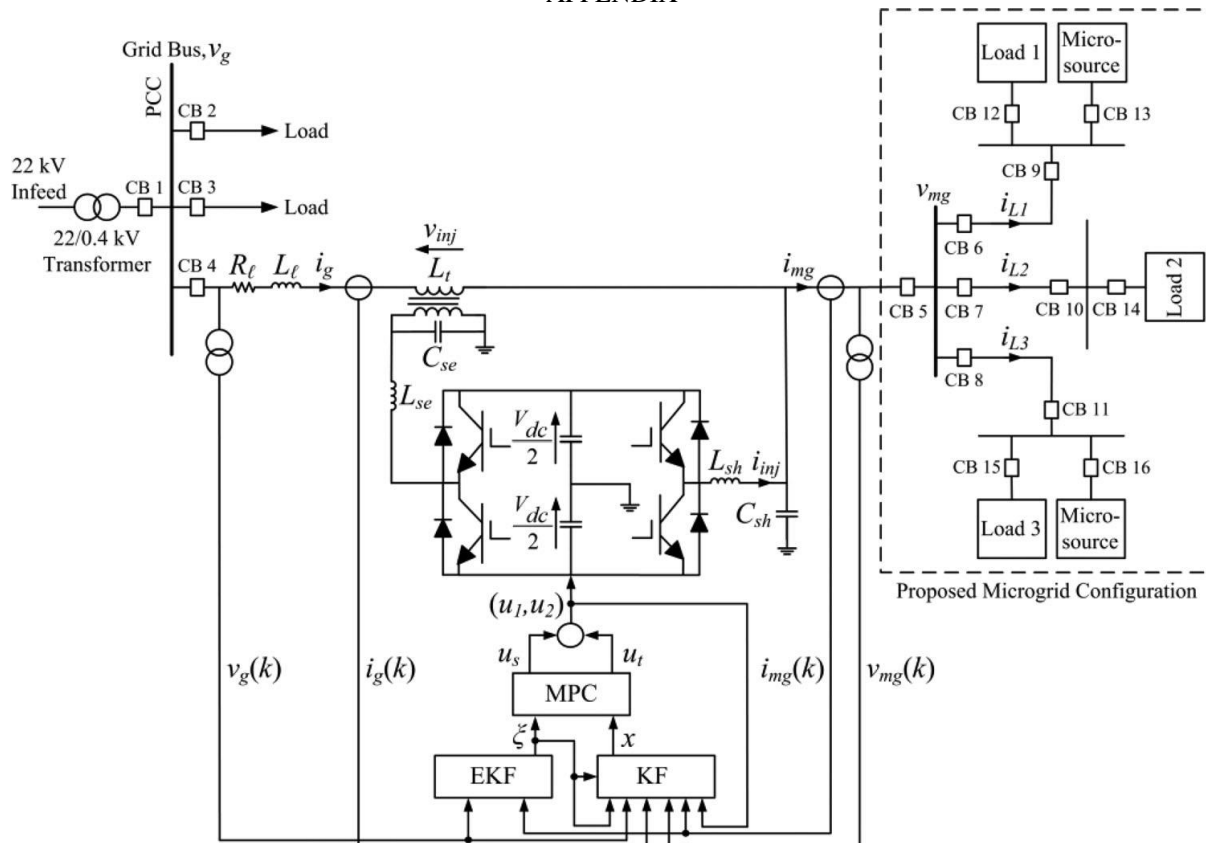 APPENDIX
Grid Bus, v_g
PCC
CB 2
Load
22 kV
Infeed
CB 1
CB 3
Load
22/0.4 kV
Transformer
CB 4
R_ℓ
L_ℓ
i_g
v_inj
L_t
C_se
L_se
V_dc
2
V_dc
2
L_sh
i_inj
C_sh
i_mg
CB 5
v_mg
CB 6
i_L1
CB 7
i_L2
CB 8
i_L3
CB 9
CB 10
CB 11
CB 12
CB 13
CB 14
CB 15
CB 16
Load 1
Micro-
source
Load 2
Load 3
Micro-
source
Proposed Microgrid Configuration
(u_1,u_2)
u_s
u_t
MPC
ξ
x
EKF
KF
v_g(k)
i_g(k)
i_mg(k)
v_mg(k)